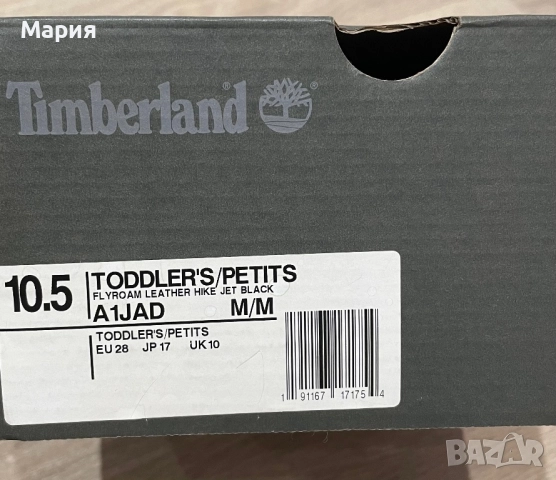 Мария
Timberland®
10.5
TODDLER'S/PETITS
FLYROAM LEATHER HIKE JET BLACK
A1JAD M/M
TODDLER'S/PETITS
EU 28 JP 17 UK 10
1 91167 17175 4
BAZAR